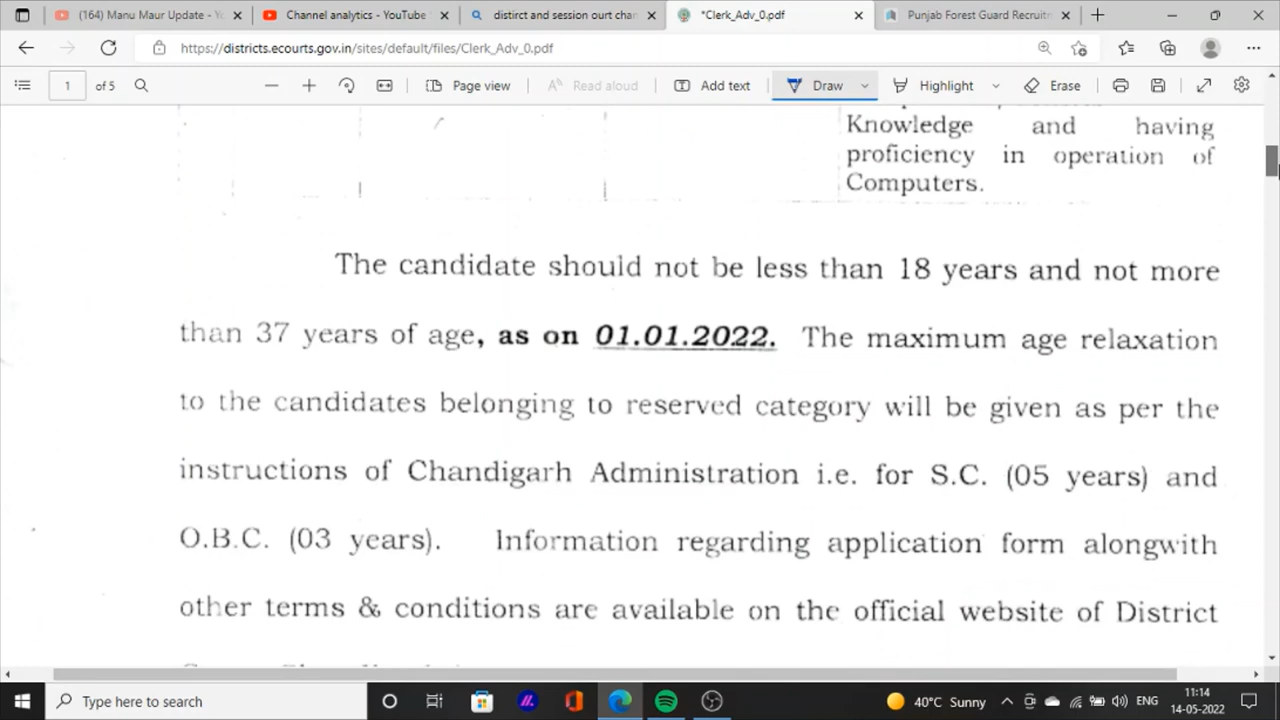 (164) Manu Maur Update - Y
Channel analytics - YouTube
distirct and session ourt char
*Clerk_Adv_0.pdf
Punjab Forest Guard Recruitm
https://districts.ecourts.gov.in/sites/default/files/Clerk_Adv_0.pdf
1 of 5
Page view
Read aloud
Add text
Draw
Highlight
Erase
Knowledge and having
proficiency in operation of
Computers.
The candidate should not be less than 18 years and not more
than 37 years of age, as on 01.01.2022. The maximum age relaxation
to the candidates belonging to reserved category will be given as per the
instructions of Chandigarh Administration i.e. for S.C. (05 years) and
O.B.C. (03 years). Information regarding application form alongwith
other terms & conditions are available on the official website of District
Type here to search
40°C Sunny
ENG
11:14
14-05-2022